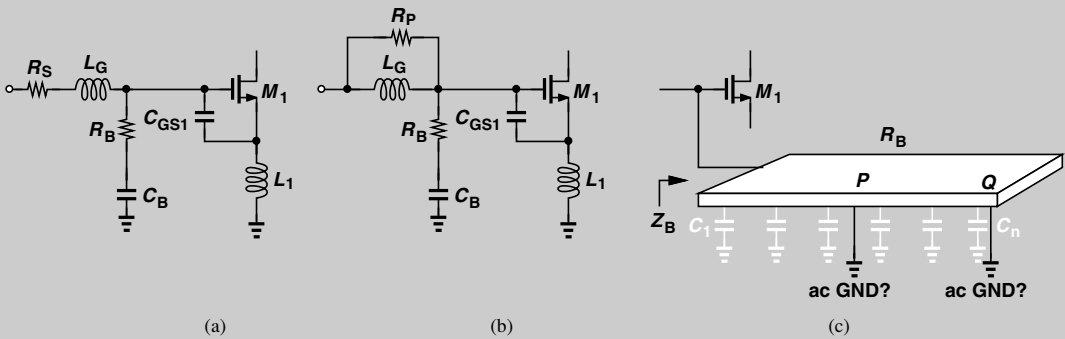 R_S
L_G
R_B
C_B
C_GS1
M_1
L_1
(a)
R_P
L_G
R_B
C_B
C_GS1
M_1
L_1
(b)
M_1
R_B
P
Q
Z_B
C_1
C_n
ac GND?
ac GND?
(c)